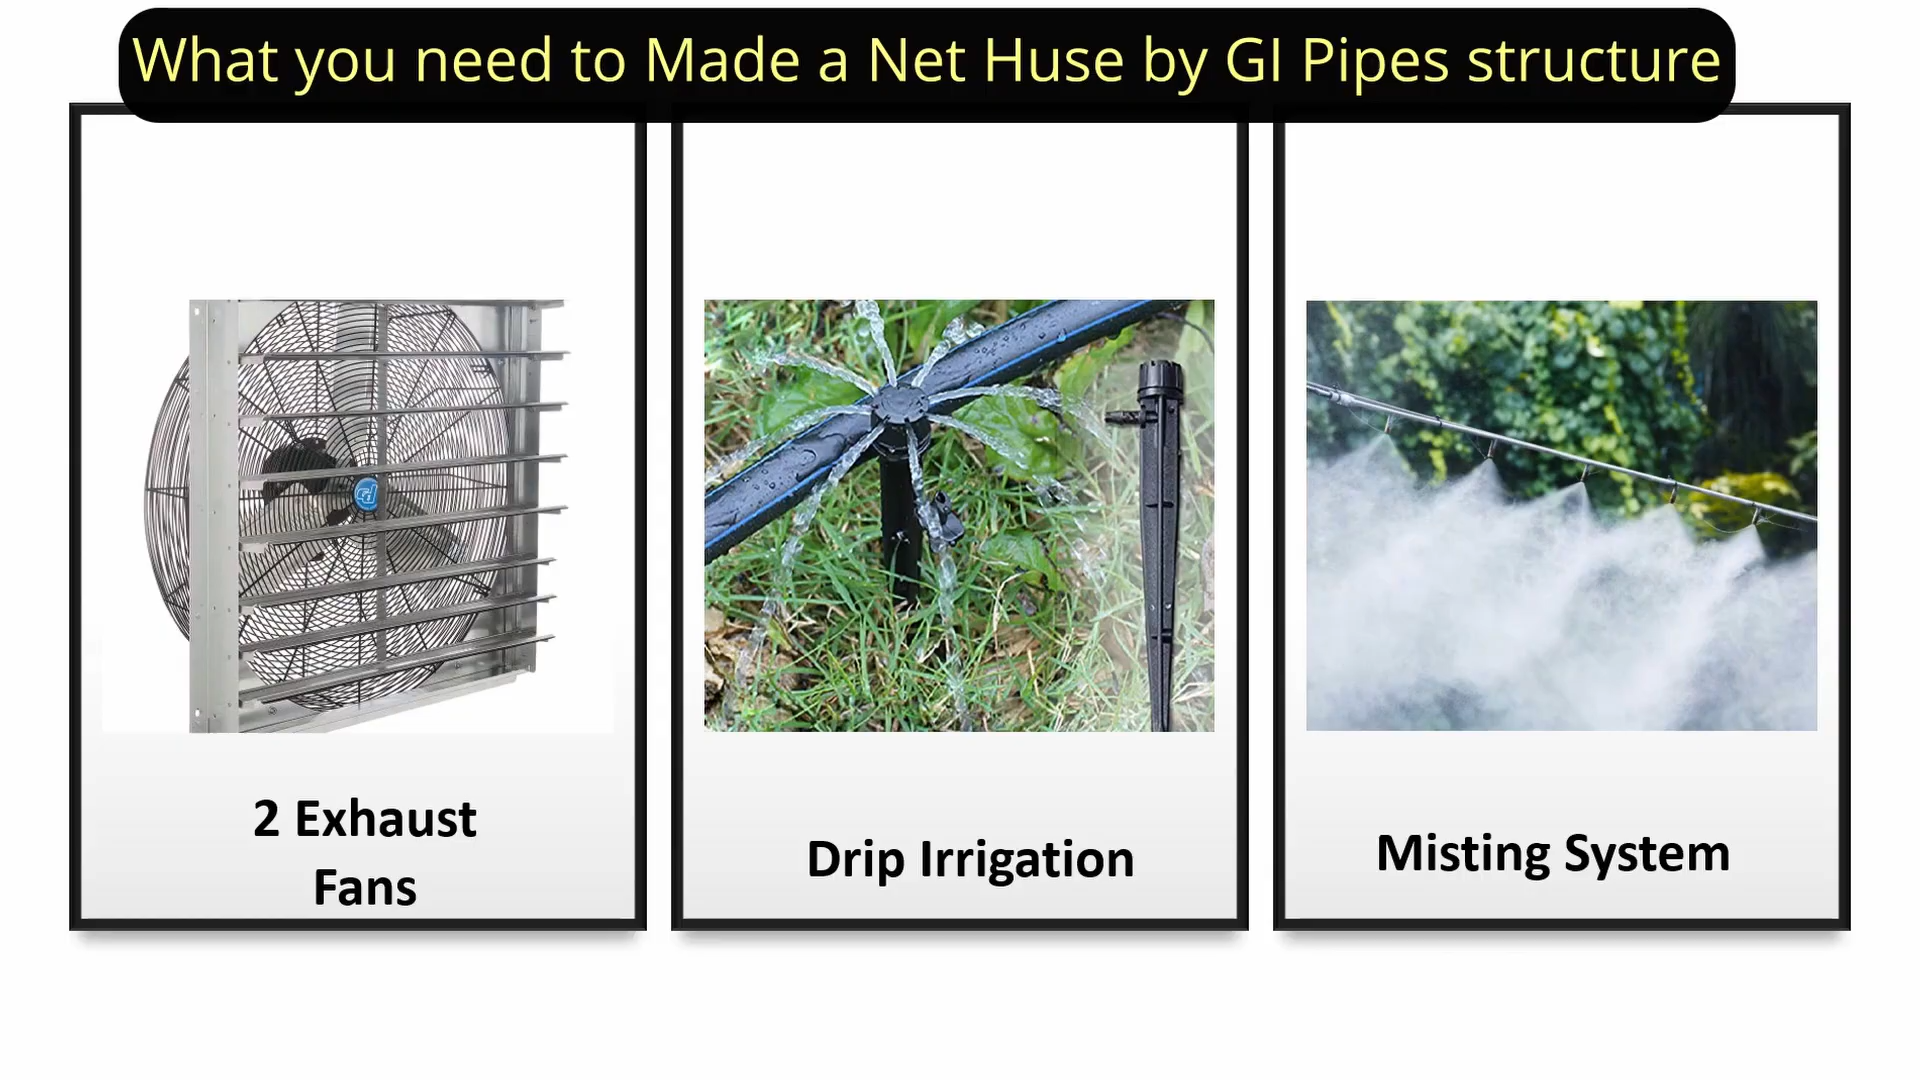 What you need to Made a Net Huse by GI Pipes structure
2 Exhaust
Fans
Drip Irrigation
Misting System